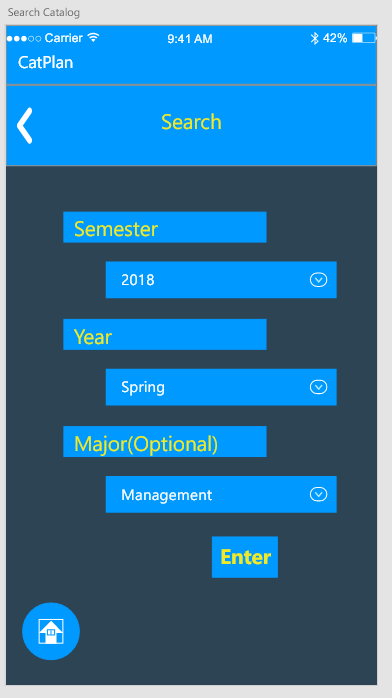 Search Catalog
Carrier 9:41 AM 42%
CatPlan
Search
Semester
2018
Year
Spring
Major(Optional)
Management
Enter